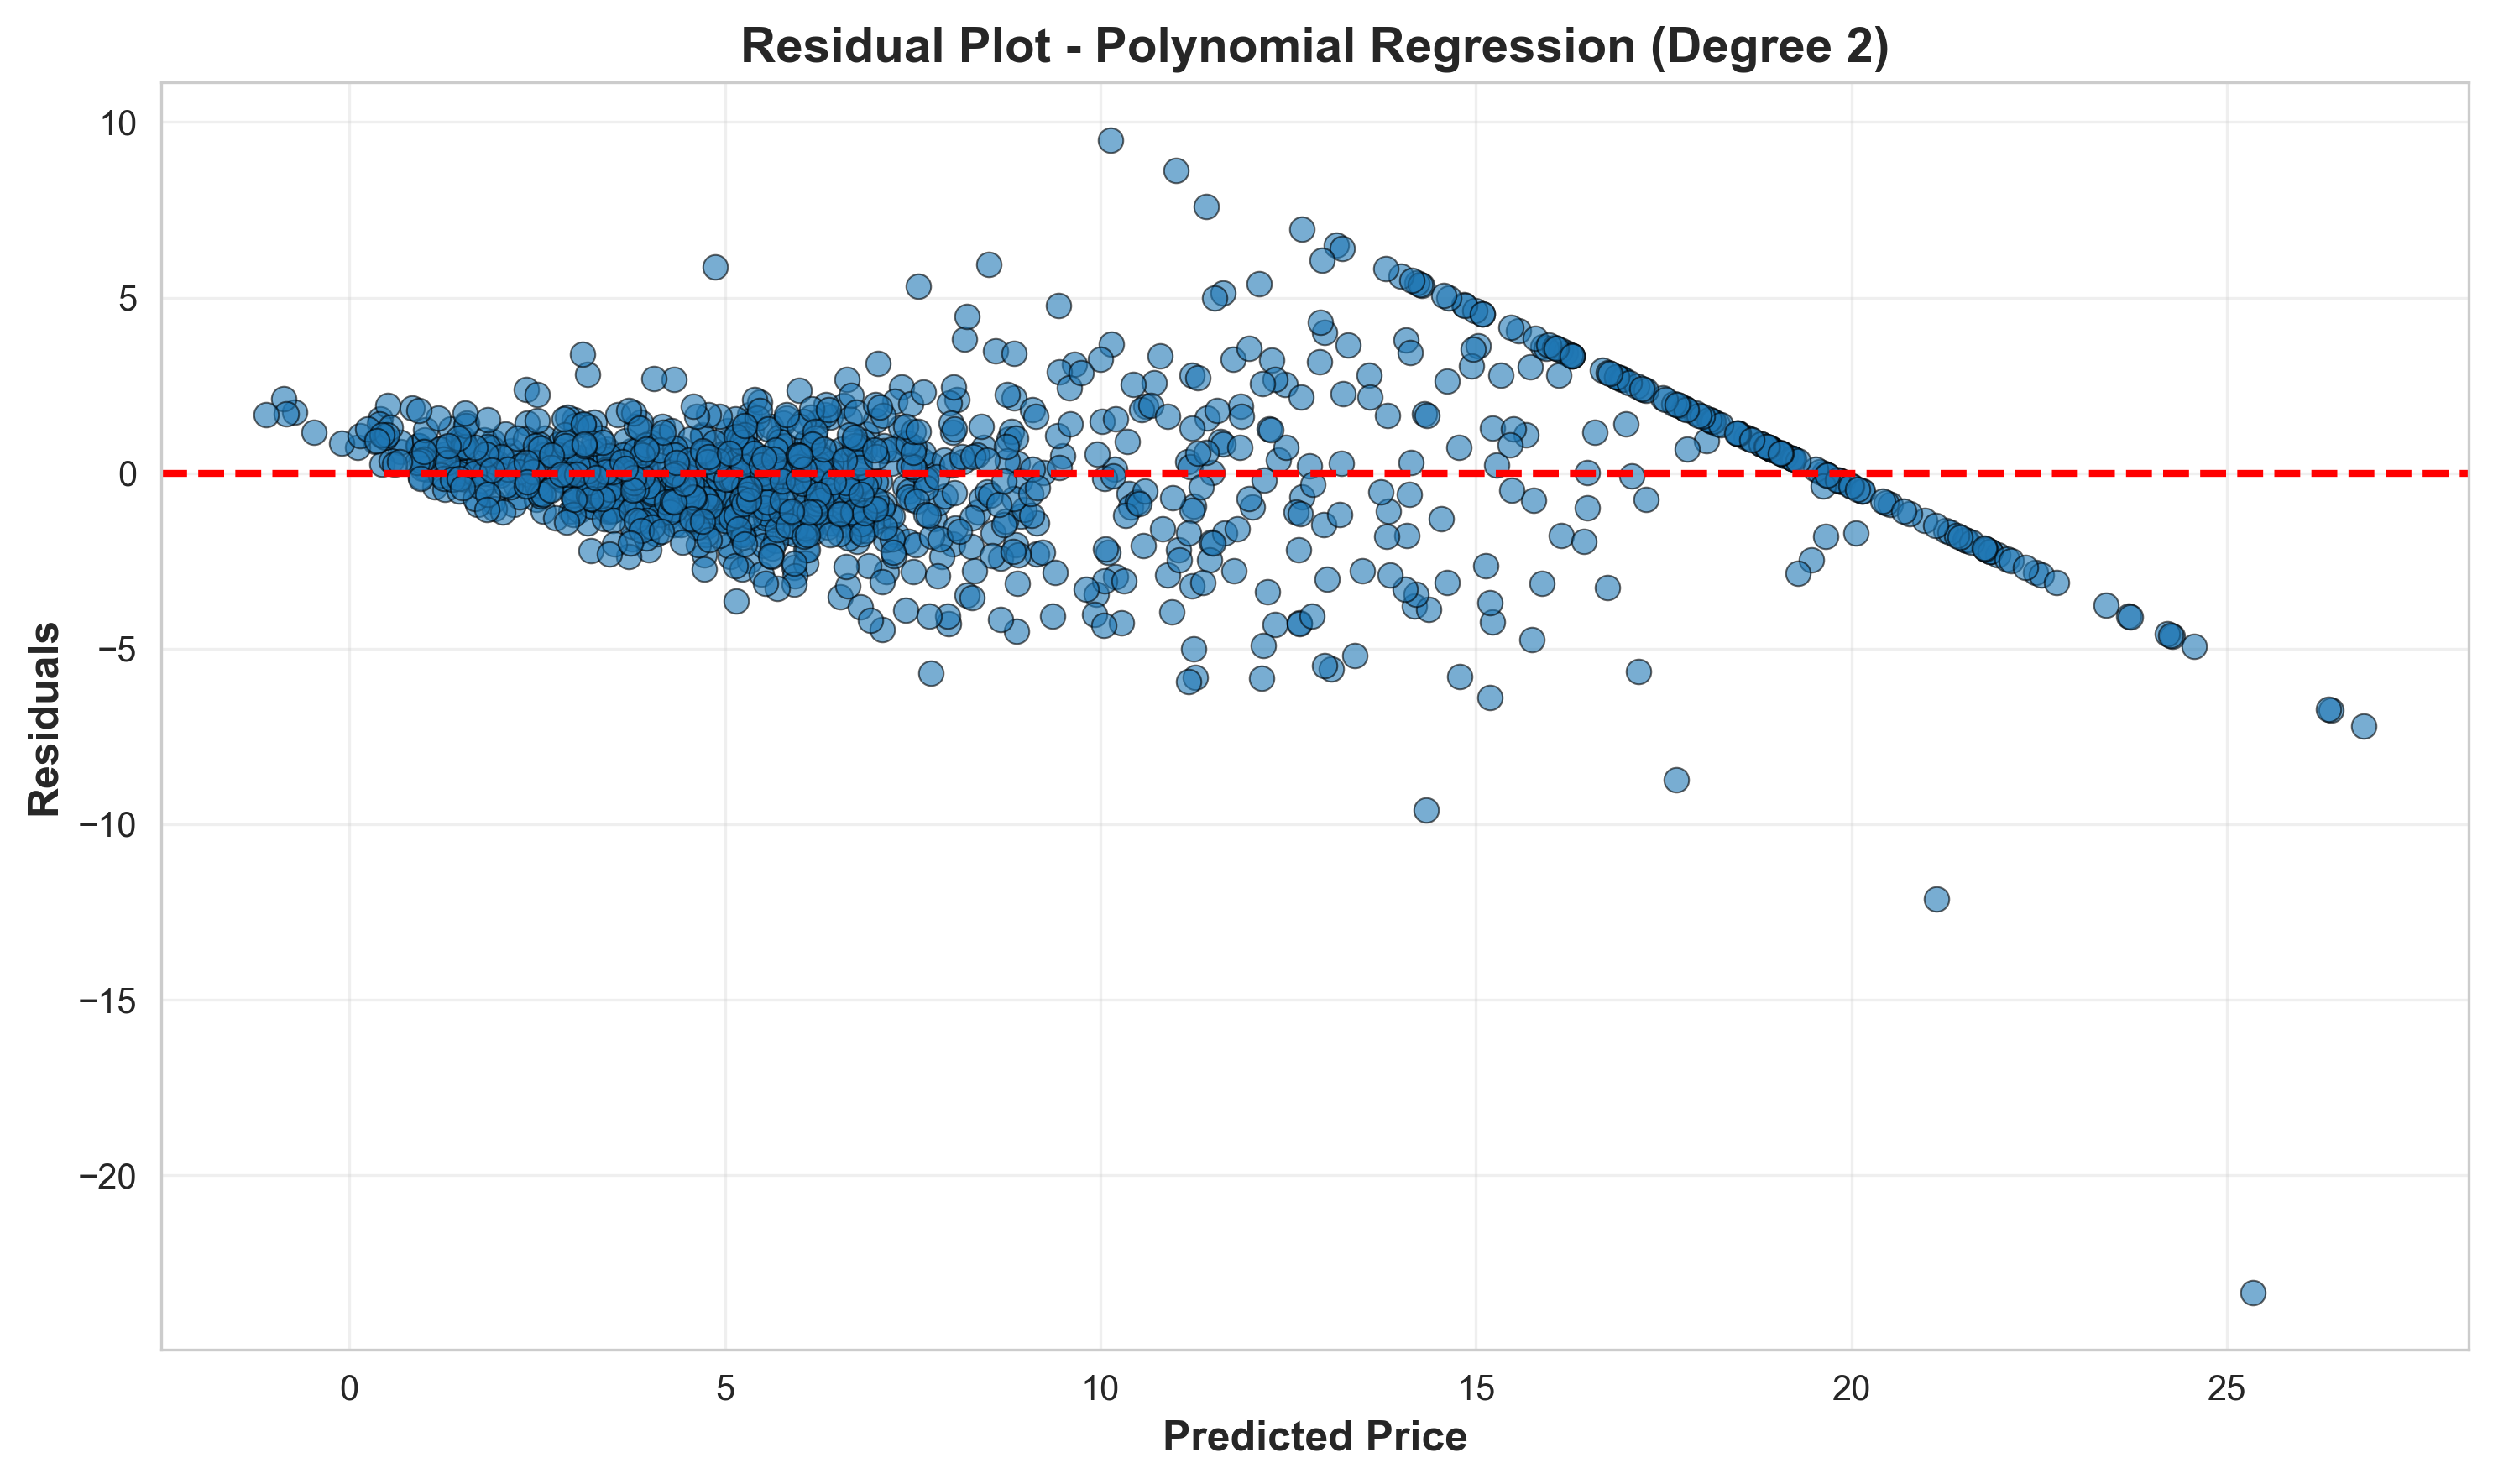 Residual Plot - Polynomial Regression (Degree 2)
10
5
0
−5
−10
−15
−20
Residuals
0 5 10 15 20 25
Predicted Price